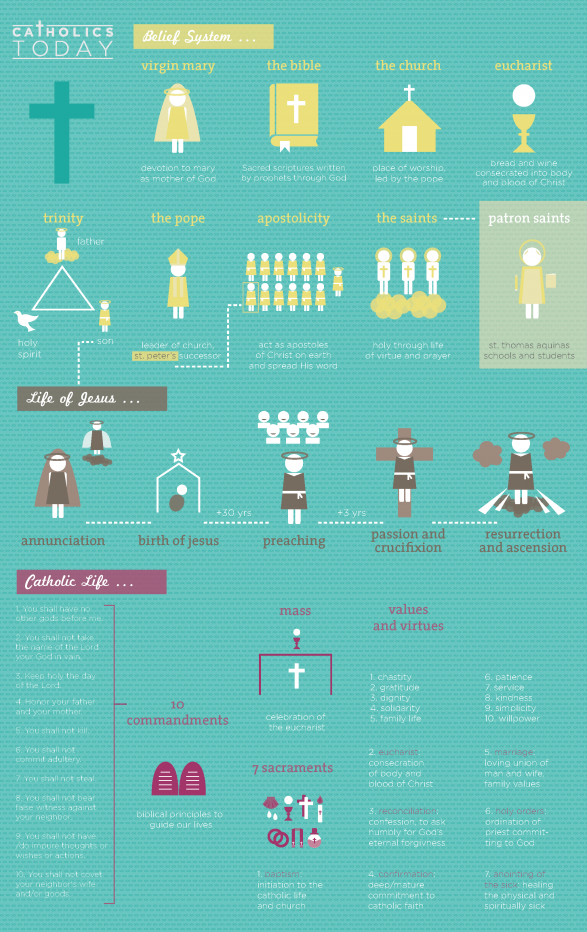 CATHOLICS
TODAY
Belief System ...
virgin mary
devotion to mary
as mother of God
the bible
Sacred scriptures written
by prophets through God
the church
place of worship,
led by the pope
eucharist
bread and wine
consecrated into body
and blood of Christ
trinity
father
holy
spirit
son
the pope
leader of church,
st. peter's successor
apostolicity
act as apostoles
of Christ on earth
and spread His word
the saints
holy through life
of virtue and prayer
patron saints
st. thomas aquinas
schools and students
Life of Jesus ...
annunciation
birth of jesus
+30 yrs
preaching
+3 yrs
passion and
crucifixion
resurrection
and ascension
Catholic Life ...
1. You shall have no
other gods before me.
2. You shall not take
the name of the Lord
your God in vain.
3. Keep holy the day
of the Lord.
4. Honor your father
and your mother.
5. You shall not kill.
6. You shall not
commit adultery.
7. You shall not steal.
8. You shall not bear
false witness against
your neighbor.
9. You shall not have
/do impure thoughts or
wishes or actions.
10. You shall not covet
your neighbor's wife
and/or goods.
10
commandments
biblical principles to
guide our lives
mass
celebration of
the eucharist
values
and virtues
1. chastity
2. gratitude
3. dignity
4. solidarity
5. family life
6. patience
7. service
8. kindness
9. simplicity
10. willpower
7 sacraments
1. baptism
initiation to the
catholic life
and church
2. eucharist
consecration
of body and
blood of Christ
3. reconciliation
confession, to ask
humbly for God's
eternal forgivness
4. confirmation
deep/mature
commitment to
catholic faith
5. marriage
loving union of
man and wife,
family values
6. holy orders
ordination of
priest commit-
ting to God
7. anointing of
the sick healing
the physical and
spiritually sick